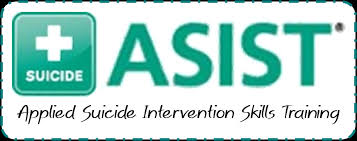 SUICIDE
ASIST®
Applied Suicide Intervention Skills Training